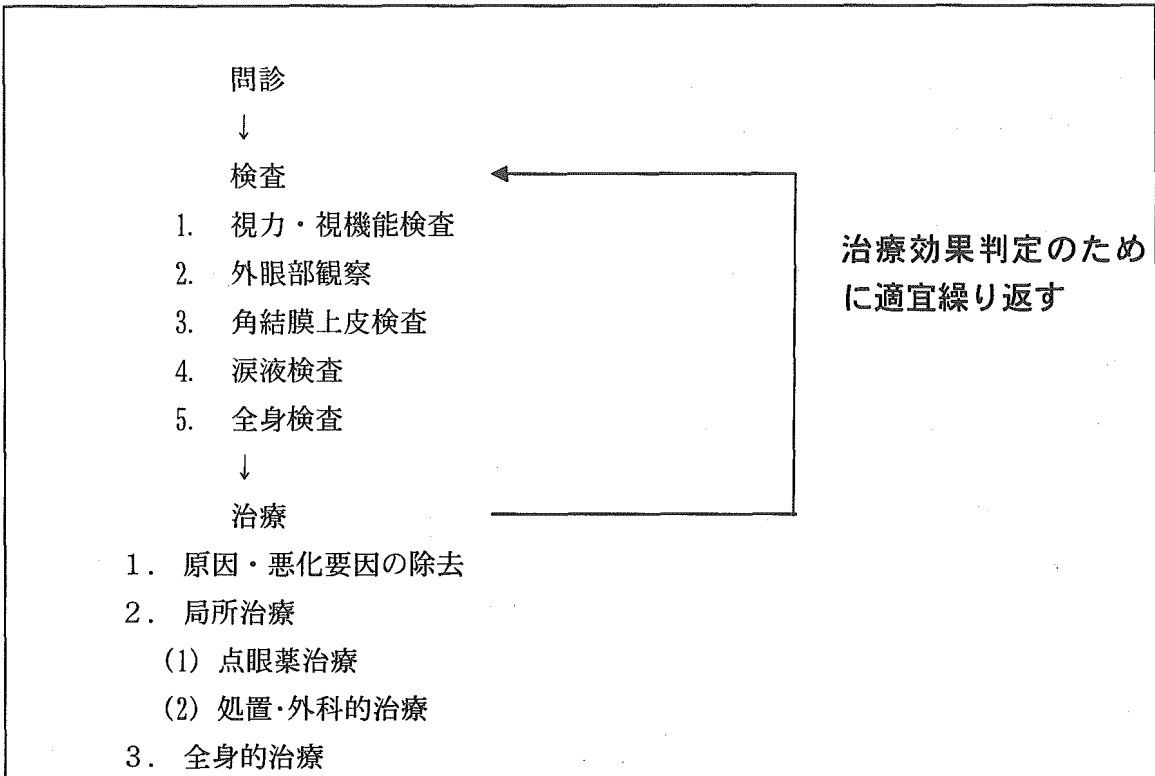 問診
↓
検査
1. 視力・視機能検査
2. 外眼部観察
3. 角結膜上皮検査
4. 涙液検査
5. 全身検査
↓
治療
治療効果判定のため
に適宜繰り返す
１. 原因・悪化要因の除去
２. 局所治療
(1) 点眼薬治療
(2) 処置・外科的治療
３. 全身的治療